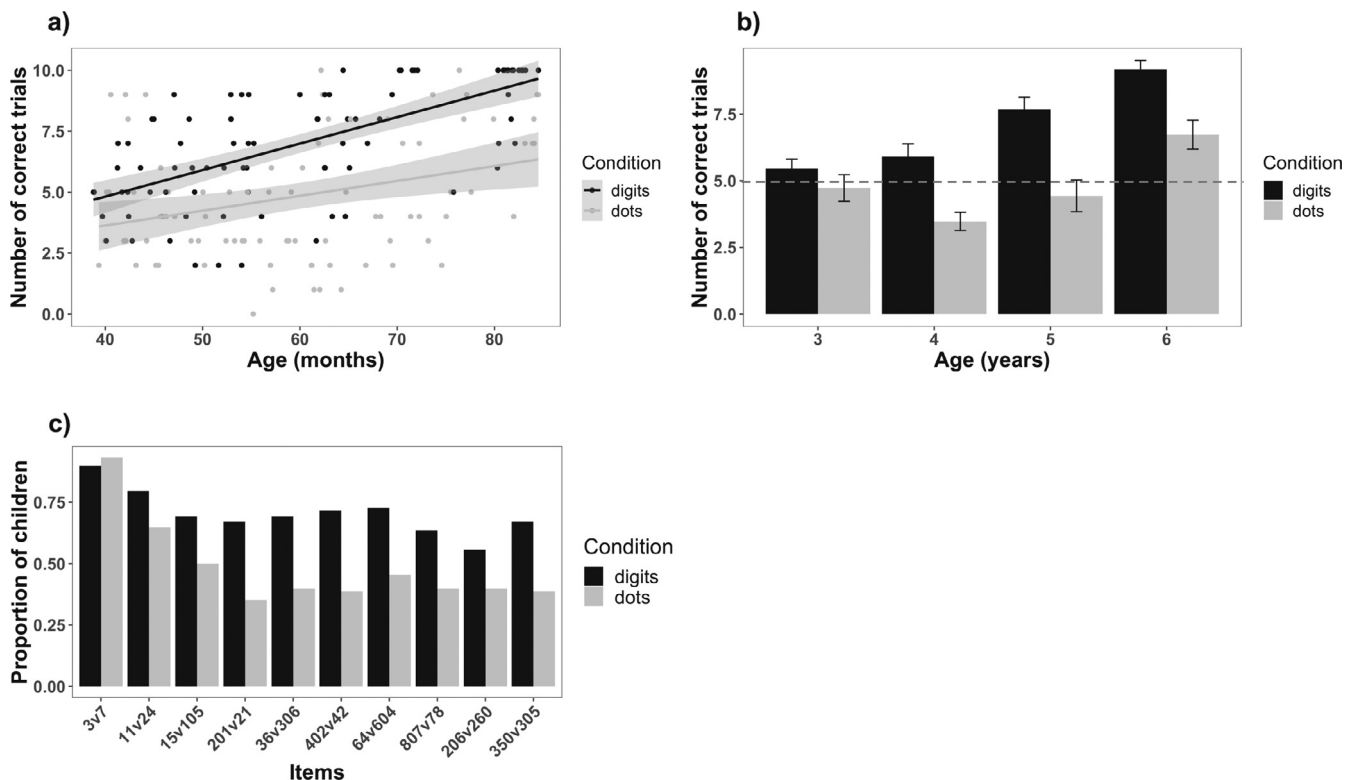 a)
Number of correct trials
10.0
7.5
5.0
2.5
0.0
40 50 60 70 80
Age (months)
Condition
digits
dots
b)
Number of correct trials
7.5
5.0
2.5
0.0
3 4 5 6
Age (years)
Condition
digits
dots
c)
Proportion of children
0.75
0.50
0.25
0.00
3v7 11v24 15v105 201v21 36v306 402v42 64v604 807v78 206v260 350v305
Items
Condition
digits
dots